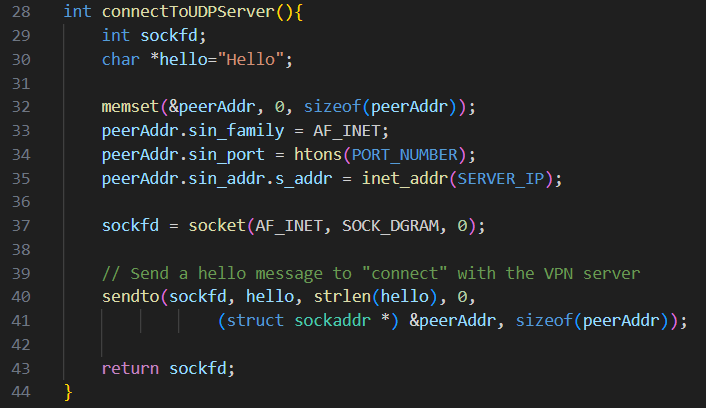 28 int connectToUDPServer(){
29     int sockfd;
30     char *hello="Hello";
31
32     memset(&peerAddr, 0, sizeof(peerAddr));
33     peerAddr.sin_family = AF_INET;
34     peerAddr.sin_port = htons(PORT_NUMBER);
35     peerAddr.sin_addr.s_addr = inet_addr(SERVER_IP);
36
37     sockfd = socket(AF_INET, SOCK_DGRAM, 0);
38
39     // Send a hello message to "connect" with the VPN server
40     sendto(sockfd, hello, strlen(hello), 0,
41                 (struct sockaddr *) &peerAddr, sizeof(peerAddr));
42
43     return sockfd;
44 }